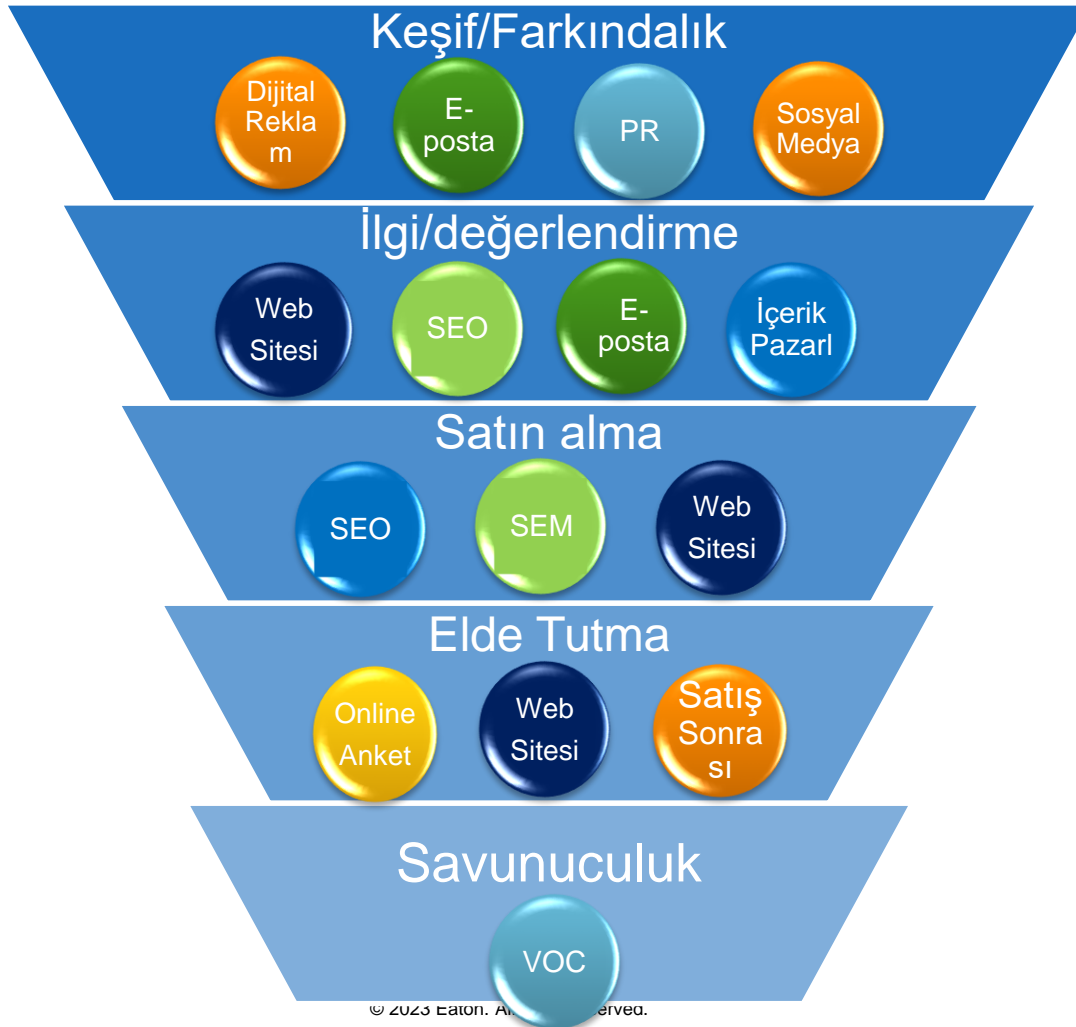 Keşif/Farkındalık
Dijital
Rekla
m
E-
posta
PR
Sosyal
Medya
İlgi/değerlendirme
Web
Sitesi
SEO
E-
posta
İçerik
Pazarl
Satın alma
SEO
SEM
Web
Sitesi
Elde Tutma
Online
Anket
Web
Sitesi
Satış
Sonra
sı
Savunuculuk
VOC
© 2023 Eaton.